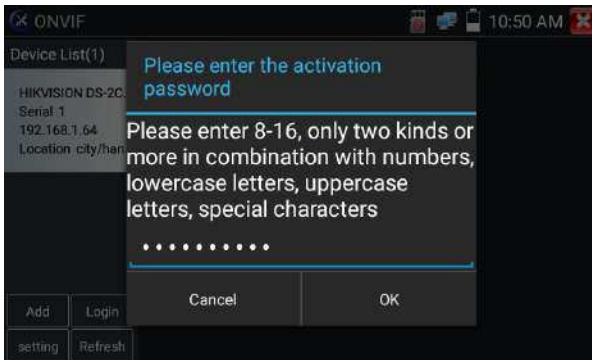 ONVIF
10:50 AM
Device List(1)
Please enter the activation
password
HIKVISION DS-2C
Serial 1
192.168.1.64
Location city/han
Please enter 8-16, only two kinds or
more in combination with numbers,
lowercase letters, uppercase
letters, special characters
Cancel
OK
Add
Login
setting
Refresh